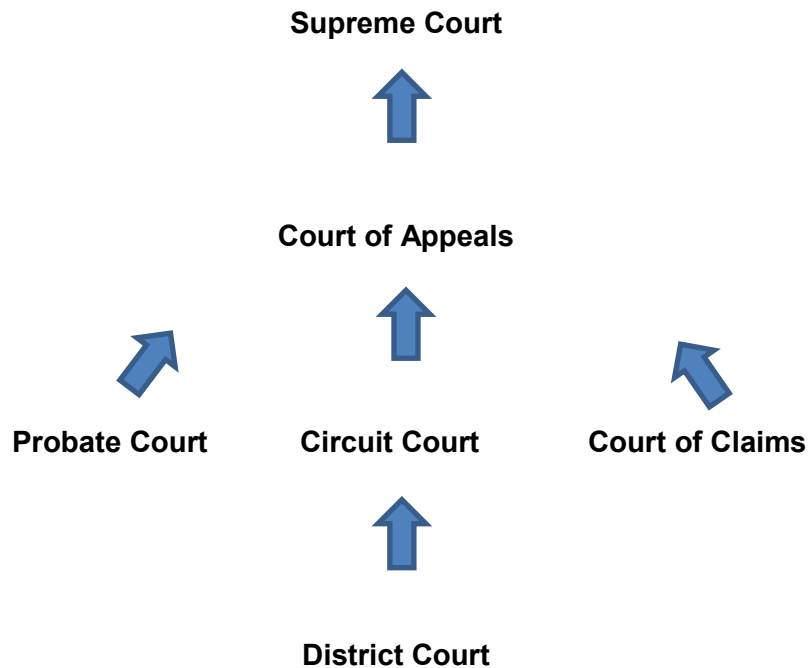 Supreme Court
Court of Appeals
Probate Court
Circuit Court
Court of Claims
District Court